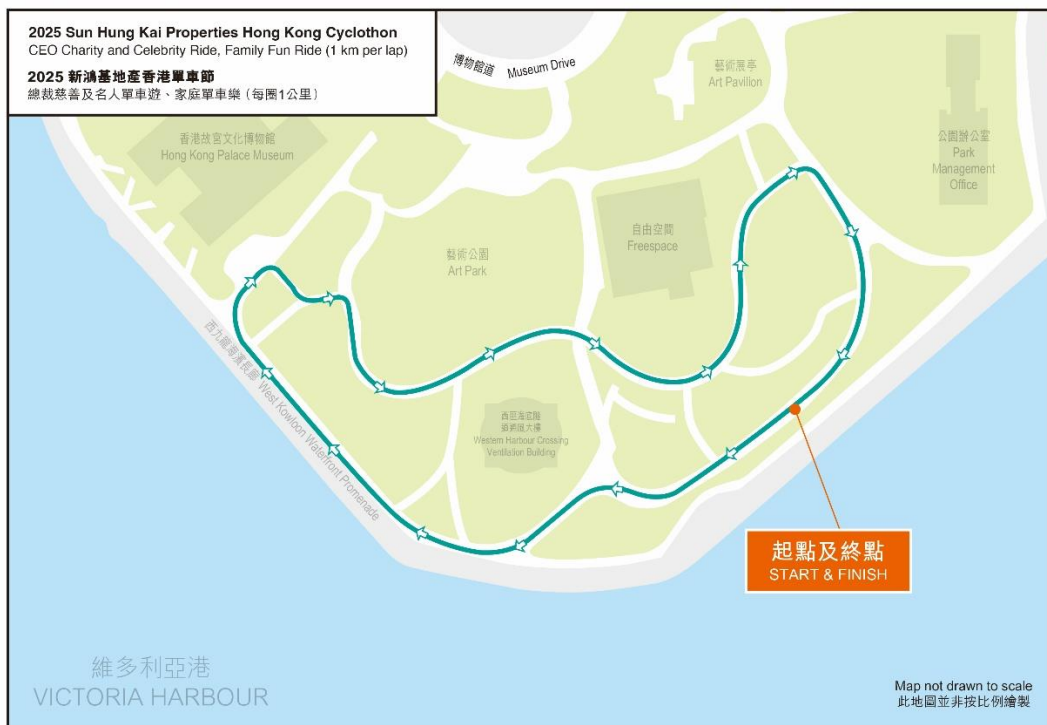 2025 Sun Hung Kai Properties Hong Kong Cyclothon
CEO Charity and Celebrity Ride, Family Fun Ride (1 km per lap)
2025 新鴻基地產香港單車節
總裁慈善及名人單車遊、家庭單車樂 (每圈1公里)
博物館道 Museum Drive
藝術展亭
Art Pavilion
香港故宮文化博物館
Hong Kong Palace Museum
公園辦公室
Park
Management
Office
自由空間
Freespace
藝術公園
Art Park
西九龍海濱長廊 West Kowloon Waterfront Promenade
西區海底隧
道通風大樓
Western Harbour Crossing
Ventilation Building
起點及終點
START & FINISH
維多利亞港
VICTORIA HARBOUR
Map not drawn to scale
此地圖並非按比例繪製